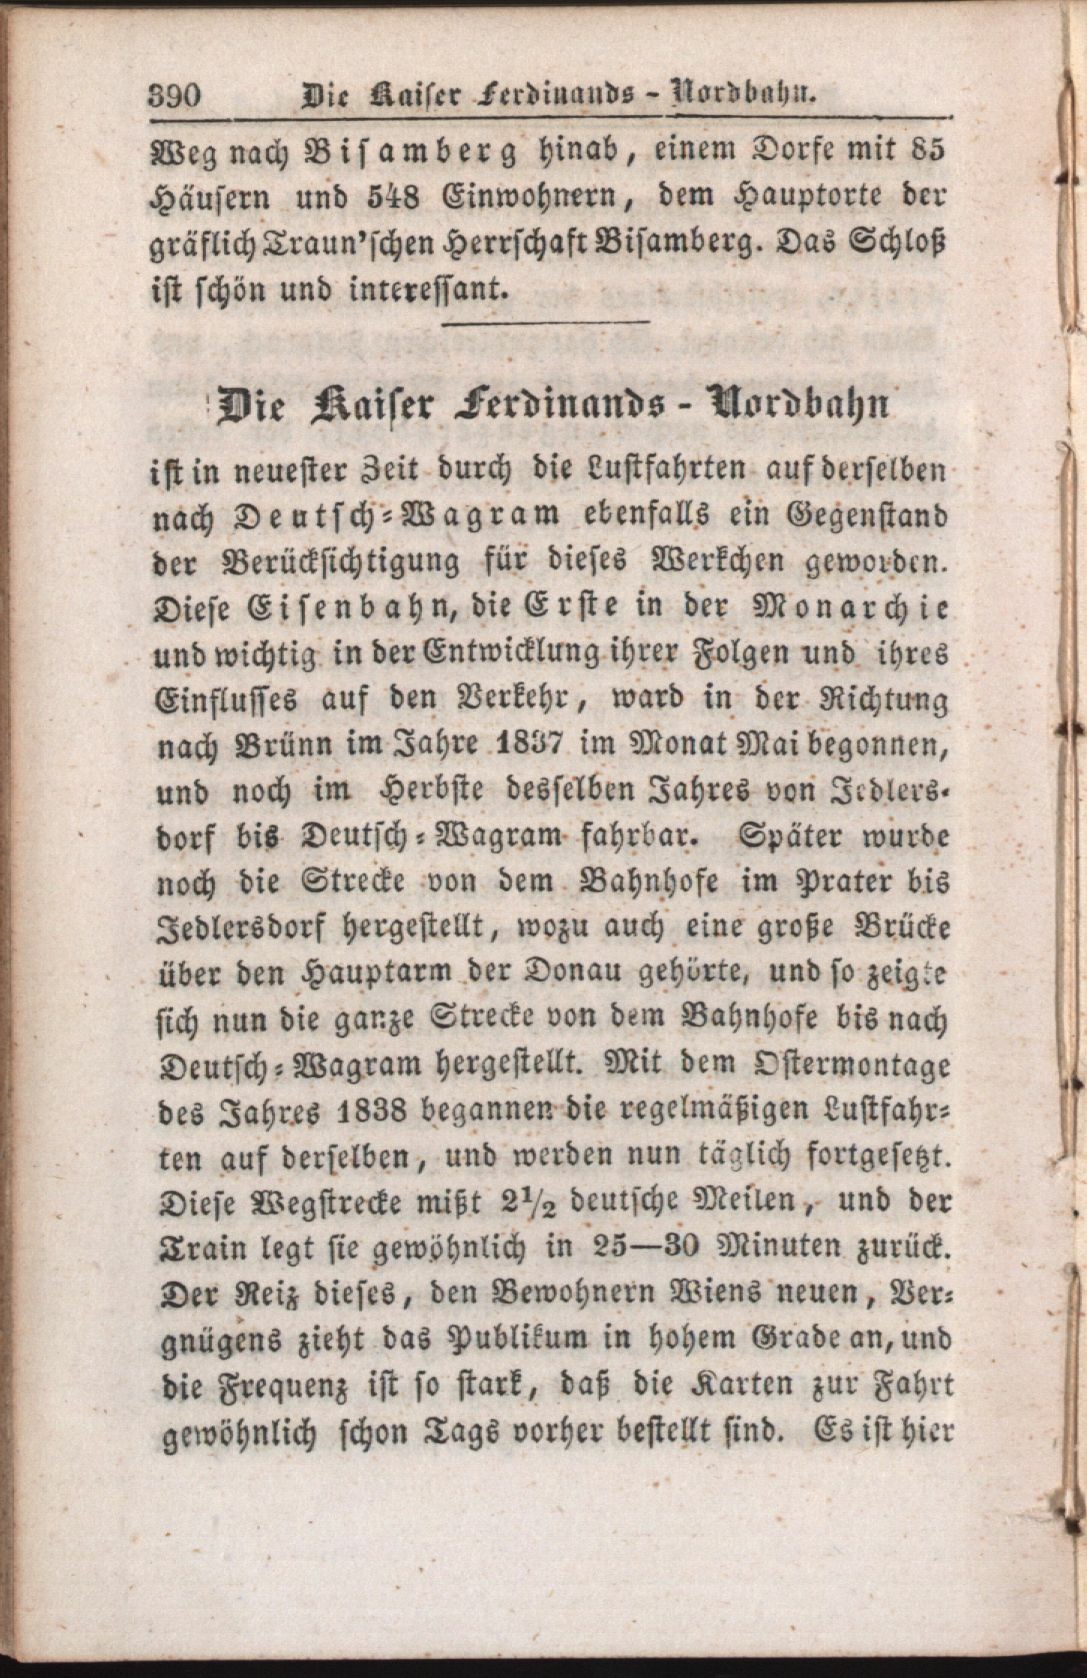 390 Die Kaiser Ferdinands - Nordbahn.
Weg nach Bisamberg hinab, einem Dorfe mit 85
Häusern und 548 Einwohnern, dem Hauptorte der
gräflich Traun'schen Herrschaft Bisamberg. Das Schloß
ist schön und interessant.
Die Kaiser Ferdinands - Nordbahn
ist in neuester Zeit durch die Lustfahrten auf derselben
nach Deutsch-Wagram ebenfalls ein Gegenstand
der Berücksichtigung für dieses Werkchen geworden.
Diese Eisenbahn, die Erste in der Monarchie
und wichtig in der Entwicklung ihrer Folgen und ihres
Einflusses auf den Verkehr, ward in der Richtung
nach Brünn im Jahre 1837 im Monat Mai begonnen,
und noch im Herbste desselben Jahres von Jedlers-
dorf bis Deutsch-Wagram fahrbar. Später wurde
noch die Strecke von dem Bahnhofe im Prater bis
Jedlersdorf hergestellt, wozu auch eine große Brücke
über den Hauptarm der Donau gehörte, und so zeigte
sich nun die ganze Strecke von dem Bahnhofe bis nach
Deutsch-Wagram hergestellt. Mit dem Ostermontage
des Jahres 1838 begannen die regelmäßigen Lustfahr-
ten auf derselben, und werden nun täglich fortgesetzt.
Diese Wegstrecke mißt 2½ deutsche Meilen, und der
Train legt sie gewöhnlich in 25—30 Minuten zurück.
Der Reiz dieses, den Bewohnern Wiens neuen, Ver-
gnügens zieht das Publikum in hohem Grade an, und
die Frequenz ist so stark, daß die Karten zur Fahrt
gewöhnlich schon Tags vorher bestellt sind. Es ist hier